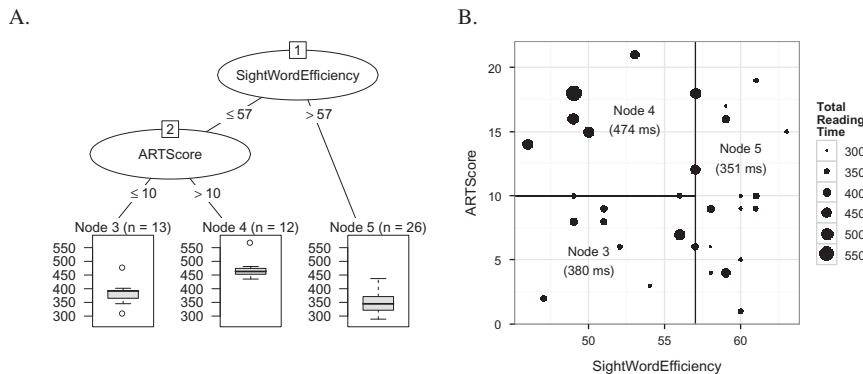 A.
1
SightWordEfficiency
≤ 57
> 57
2
ARTScore
≤ 10
> 10
Node 3 (n = 13)
Node 4 (n = 12)
Node 5 (n = 26)
550
500
450
400
350
300
550
500
450
400
350
300
550
500
450
400
350
300
B.
20
15
10
5
0
ARTScore
Node 4
(474 ms)
Node 5
(351 ms)
Node 3
(380 ms)
50
55
60
SightWordEfficiency
Total
Reading
Time
300
350
400
450
500
550